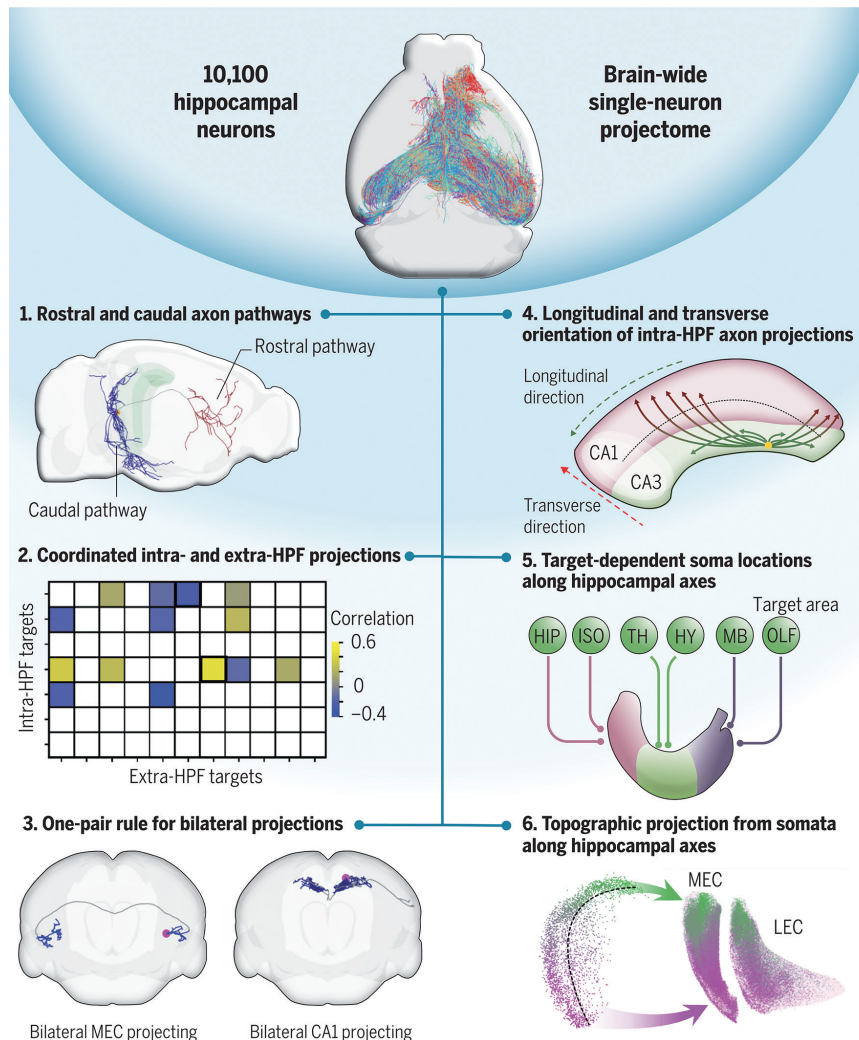 10,100
hippocampal
neurons
Brain-wide
single-neuron
projectome
1. Rostral and caudal axon pathways
Rostral pathway
Caudal pathway
4. Longitudinal and transverse
orientation of intra-HPF axon projections
Longitudinal
direction
CA1
CA3
Transverse
direction
2. Coordinated intra- and extra-HPF projections
Intra-HPF targets
Extra-HPF targets
Correlation
0.6
0
−0.4
5. Target-dependent soma locations
along hippocampal axes
Target area
HIP ISO TH HY MB OLF
3. One-pair rule for bilateral projections
Bilateral MEC projecting
Bilateral CA1 projecting
6. Topographic projection from somata
along hippocampal axes
MEC
LEC